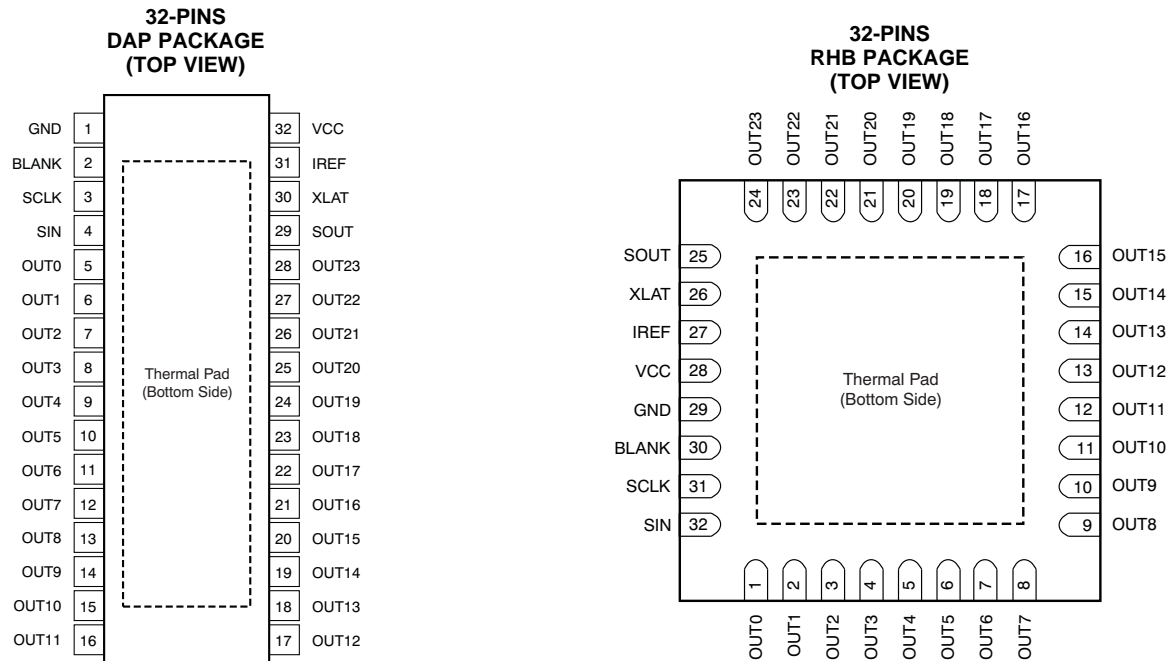 32-PINS
DAP PACKAGE
(TOP VIEW)
GND 1 32 VCC
BLANK 2 31 IREF
SCLK 3 30 XLAT
SIN 4 29 SOUT
OUT0 5 28 OUT23
OUT1 6 27 OUT22
OUT2 7 26 OUT21
OUT3 8 25 OUT20
OUT4 9 24 OUT19
OUT5 10 23 OUT18
OUT6 11 22 OUT17
OUT7 12 21 OUT16
OUT8 13 20 OUT15
OUT9 14 19 OUT14
OUT10 15 18 OUT13
OUT11 16 17 OUT12
Thermal Pad
(Bottom Side)
32-PINS
RHB PACKAGE
(TOP VIEW)
OUT23 OUT22 OUT21 OUT20 OUT19 OUT18 OUT17 OUT16
24 23 22 21 20 19 18 17
SOUT 25 16 OUT15
XLAT 26 15 OUT14
IREF 27 14 OUT13
VCC 28 13 OUT12
GND 29 12 OUT11
BLANK 30 11 OUT10
SCLK 31 10 OUT9
SIN 32 9 OUT8
Thermal Pad
(Bottom Side)
1 2 3 4 5 6 7 8
OUT0 OUT1 OUT2 OUT3 OUT4 OUT5 OUT6 OUT7